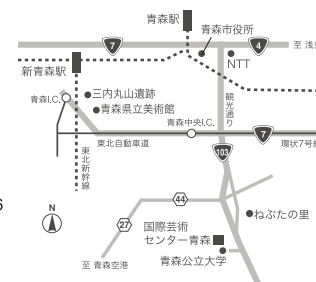 青森駅
青森市役所
7
4
至 浅
NTT
新青森駅
三内丸山遺跡
青森I.C.
青森県立美術館
観光通り
青森中央I.C.
東北自動車道
7
環状7号
103
東北新幹線
44
6
N
27
ねぶたの里
国際芸術
センター青森
青森公立大学
至 青森空港